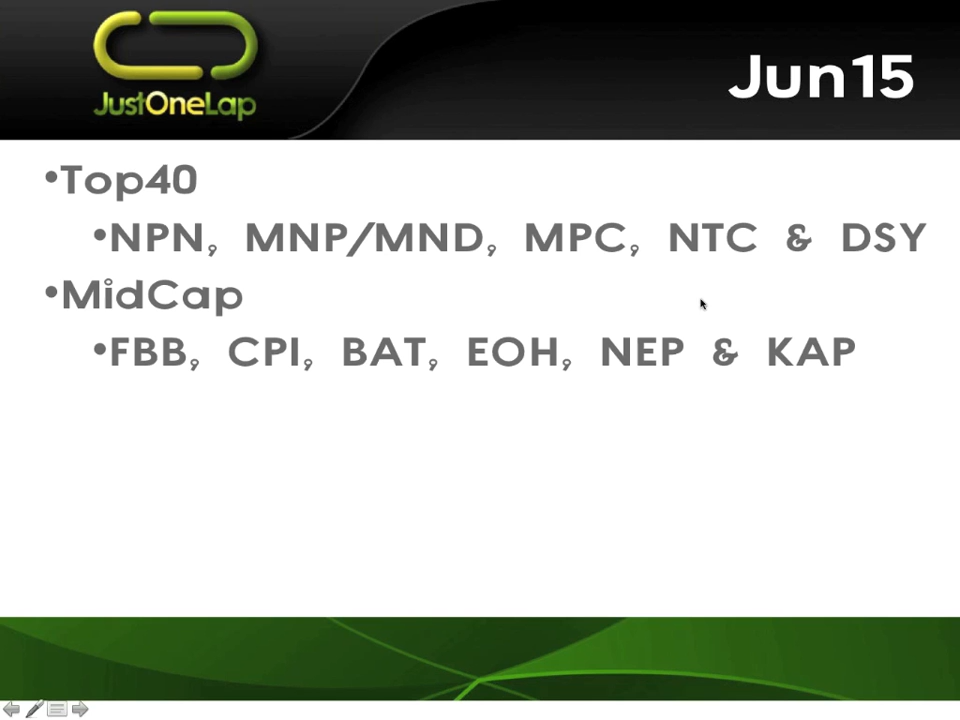 JustOneLap
Jun15
•Top40
•NPN, MNP/MND, MPC, NTC & DSY
•MidCap
•FBB, CPI, BAT, EOH, NEP & KAP